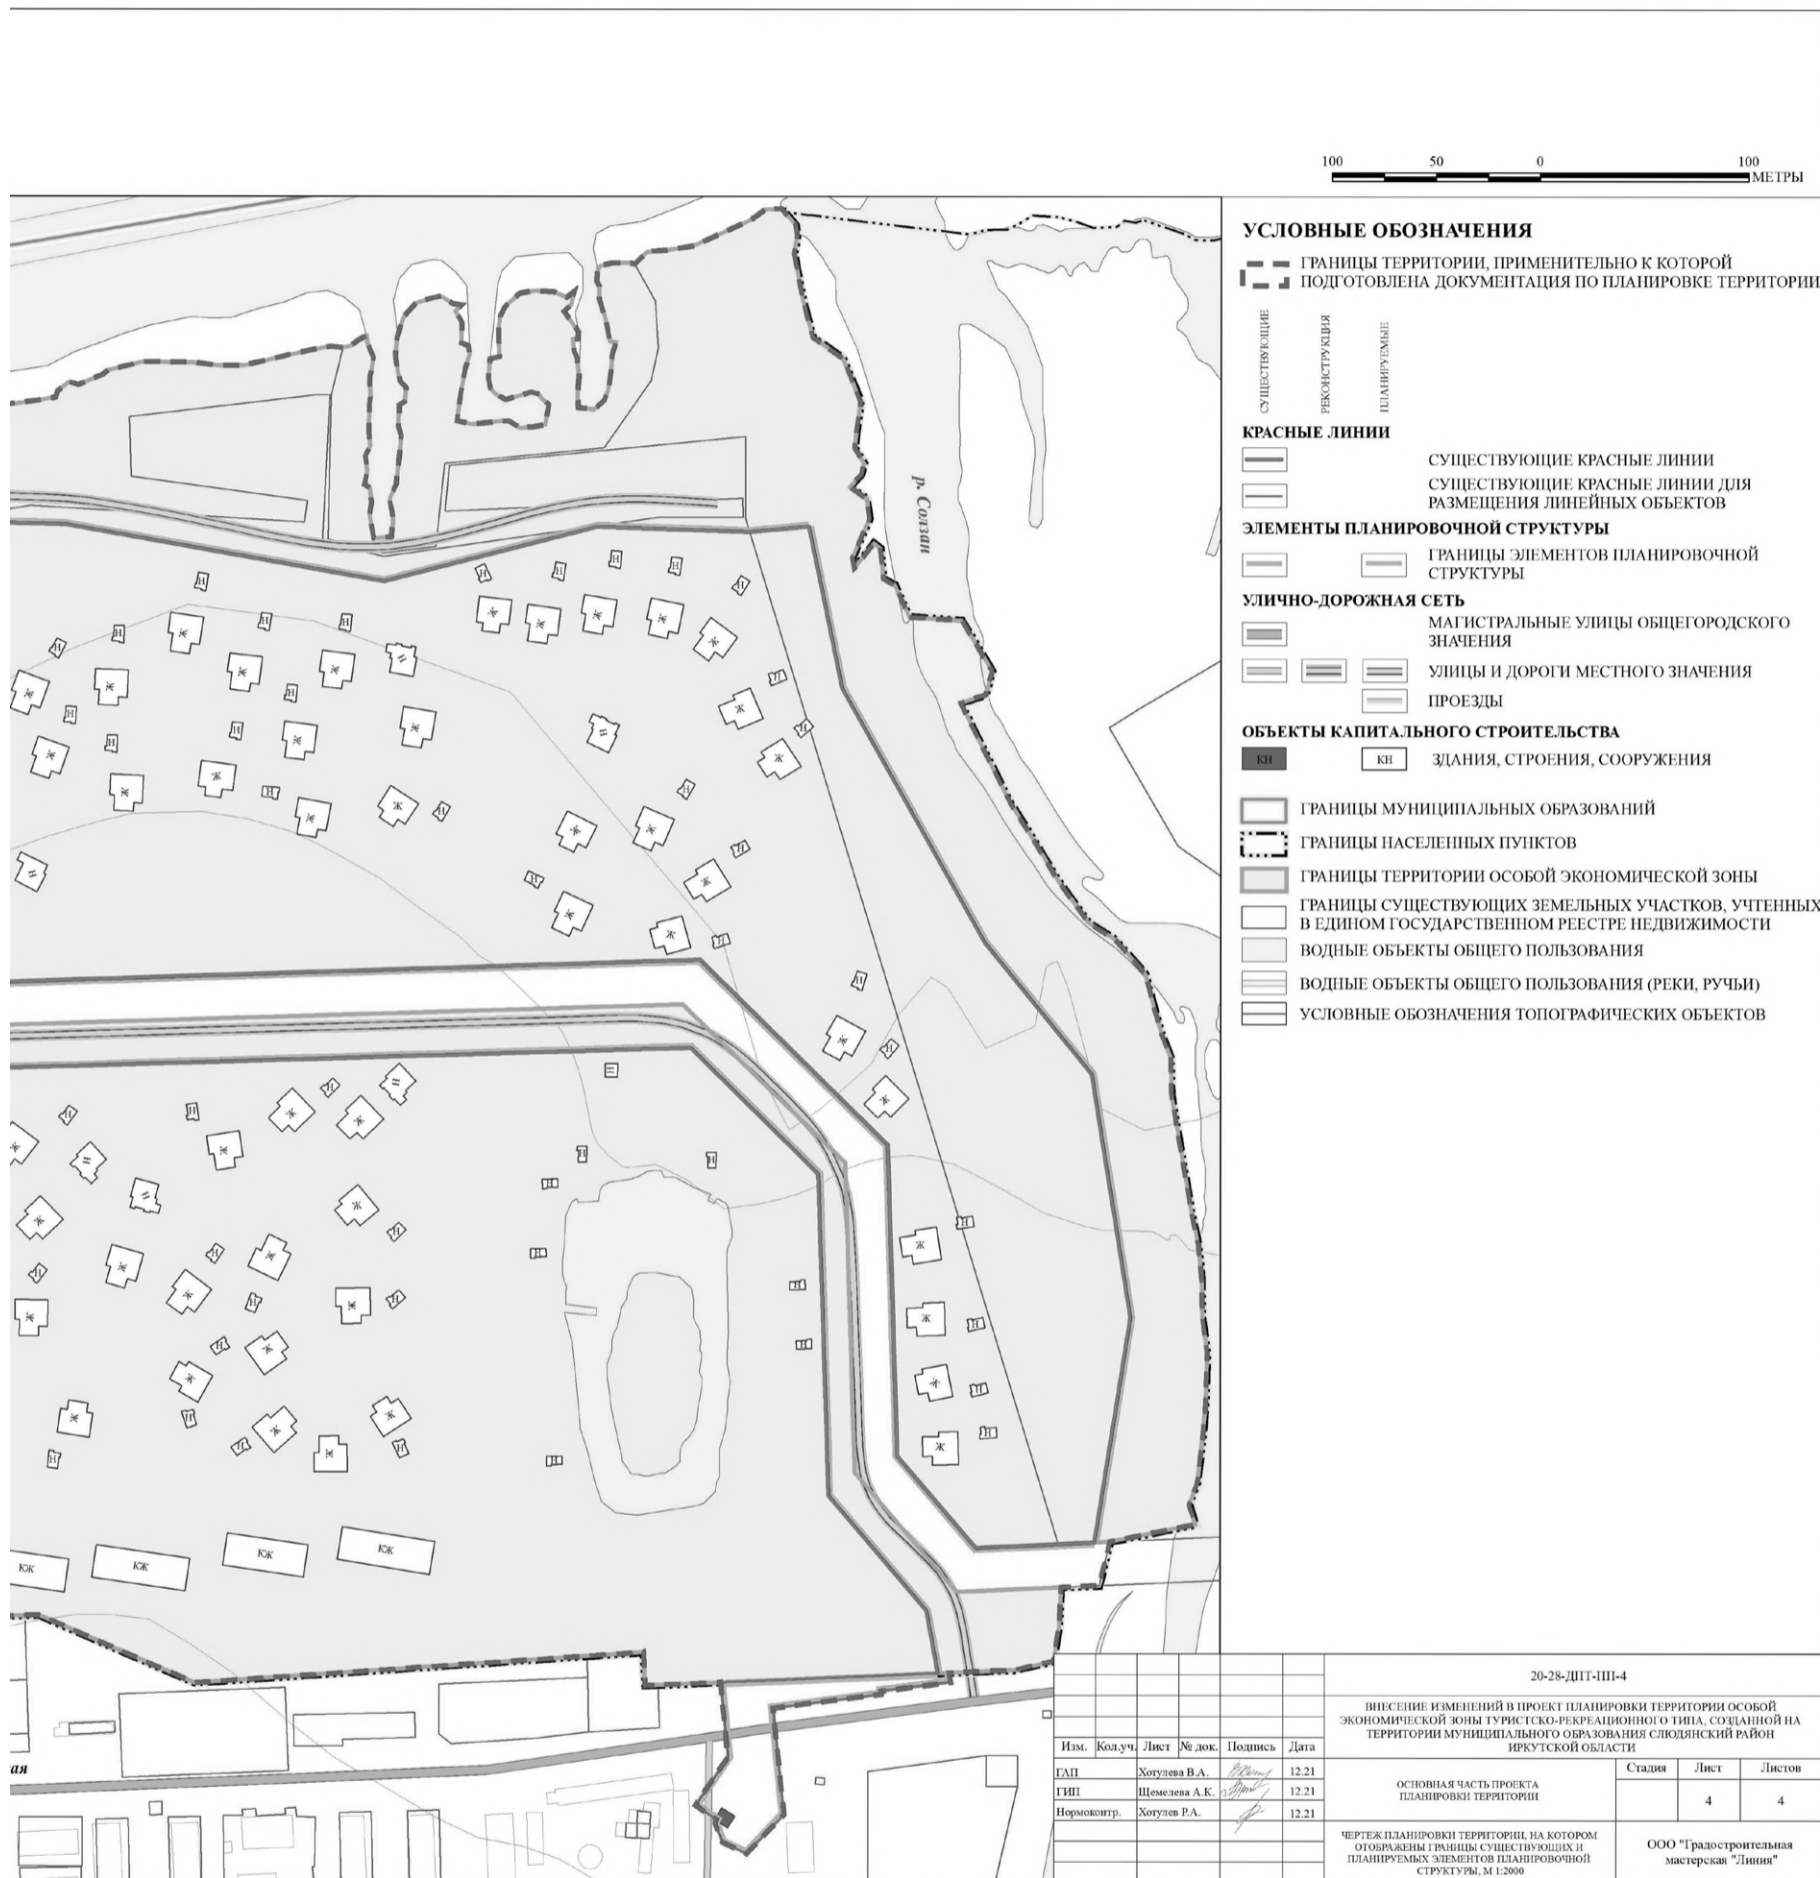 100 50 0 100
МЕТРЫ
УСЛОВНЫЕ ОБОЗНАЧЕНИЯ
ГРАНИЦЫ ТЕРРИТОРИИ, ПРИМЕНИТЕЛЬНО К КОТОРОЙ
ПОДГОТОВЛЕНА ДОКУМЕНТАЦИЯ ПО ПЛАНИРОВКЕ ТЕРРИТОРИИ
СУЩЕСТВУЮЩИЕ
РЕКОНСТРУКЦИЯ
ПЛАНИРУЕМЫЕ
КРАСНЫЕ ЛИНИИ
СУЩЕСТВУЮЩИЕ КРАСНЫЕ ЛИНИИ
СУЩЕСТВУЮЩИЕ КРАСНЫЕ ЛИНИИ ДЛЯ
РАЗМЕЩЕНИЯ ЛИНЕЙНЫХ ОБЪЕКТОВ
ЭЛЕМЕНТЫ ПЛАНИРОВОЧНОЙ СТРУКТУРЫ
ГРАНИЦЫ ЭЛЕМЕНТОВ ПЛАНИРОВОЧНОЙ
СТРУКТУРЫ
УЛИЧНО-ДОРОЖНАЯ СЕТЬ
МАГИСТРАЛЬНЫЕ УЛИЦЫ ОБЩЕГОРОДСКОГО
ЗНАЧЕНИЯ
УЛИЦЫ И ДОРОГИ МЕСТНОГО ЗНАЧЕНИЯ
ПРОЕЗДЫ
ОБЪЕКТЫ КАПИТАЛЬНОГО СТРОИТЕЛЬСТВА
КН КН ЗДАНИЯ, СТРОЕНИЯ, СООРУЖЕНИЯ
ГРАНИЦЫ МУНИЦИПАЛЬНЫХ ОБРАЗОВАНИЙ
ГРАНИЦЫ НАСЕЛЕННЫХ ПУНКТОВ
ГРАНИЦЫ ТЕРРИТОРИИ ОСОБОЙ ЭКОНОМИЧЕСКОЙ ЗОНЫ
ГРАНИЦЫ СУЩЕСТВУЮЩИХ ЗЕМЕЛЬНЫХ УЧАСТКОВ, УЧТЕННЫХ
В ЕДИНОМ ГОСУДАРСТВЕННОМ РЕЕСТРЕ НЕДВИЖИМОСТИ
ВОДНЫЕ ОБЪЕКТЫ ОБЩЕГО ПОЛЬЗОВАНИЯ
ВОДНЫЕ ОБЪЕКТЫ ОБЩЕГО ПОЛЬЗОВАНИЯ (РЕКИ, РУЧЬИ)
УСЛОВНЫЕ ОБОЗНАЧЕНИЯ ТОПОГРАФИЧЕСКИХ ОБЪЕКТОВ
р. Солзан
КЖ КЖ КЖ КЖ
ая
20-28-ДПТ-ПП-4
ВНЕСЕНИЕ ИЗМЕНЕНИЙ В ПРОЕКТ ПЛАНИРОВКИ ТЕРРИТОРИИ ОСОБОЙ
ЭКОНОМИЧЕСКОЙ ЗОНЫ ТУРИСТСКО-РЕКРЕАЦИОННОГО ТИПА, СОЗДАННОЙ НА
ТЕРРИТОРИИ МУНИЦИПАЛЬНОГО ОБРАЗОВАНИЯ СЛЮДЯНСКИЙ РАЙОН
ИРКУТСКОЙ ОБЛАСТИ
Изм. Кол.уч. Лист № док. Подпись Дата
ГАП Хотулева В.А. 12.21
ГИП Щемелева А.К. 12.21
Нормоконтр. Хотулев Р.А. 12.21
ОСНОВНАЯ ЧАСТЬ ПРОЕКТА
ПЛАНИРОВКИ ТЕРРИТОРИИ
Стадия Лист Листов
4 4
ЧЕРТЕЖ ПЛАНИРОВКИ ТЕРРИТОРИИ, НА КОТОРОМ
ОТОБРАЖЕНЫ ГРАНИЦЫ СУЩЕСТВУЮЩИХ И
ПЛАНИРУЕМЫХ ЭЛЕМЕНТОВ ПЛАНИРОВОЧНОЙ
СТРУКТУРЫ, М 1:2000
ООО "Градостроительная
мастерская "Линия"